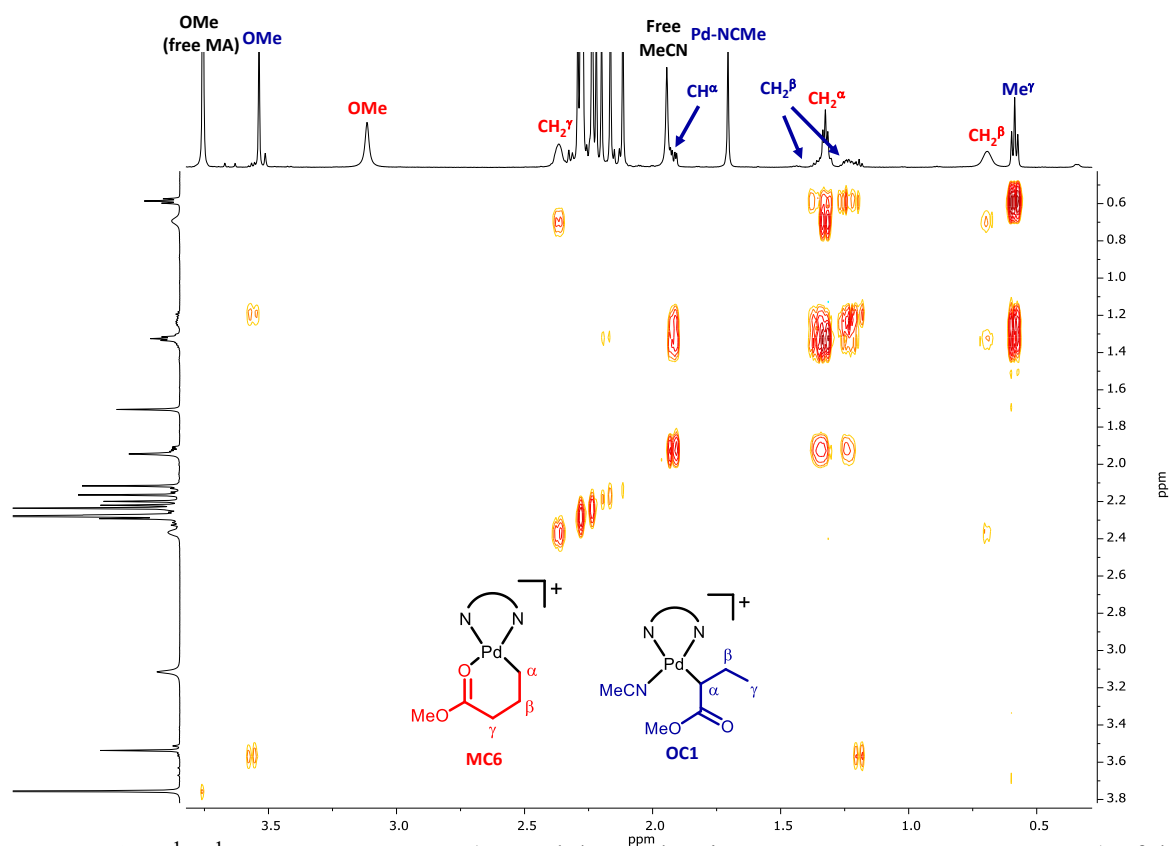 OMe
(free MA)
OMe
OMe
CH₂ᵞ
Free
MeCN
Pd-NCMe
CHᵅ
CH₂ᵝ
CH₂ᵅ
CH₂ᵝ
Meᵞ
0.6
0.8
1.0
1.2
1.4
1.6
1.8
2.0
2.2
2.4
2.6
2.8
3.0
3.2
3.4
3.6
3.8
ppm
3.5
3.0
2.5
2.0
1.5
1.0
0.5
ppm
N
N
+
Pd
O
α
β
γ
MeO
MC6
N
N
+
Pd
β
γ
α
MeCN
MeO
O
OC1